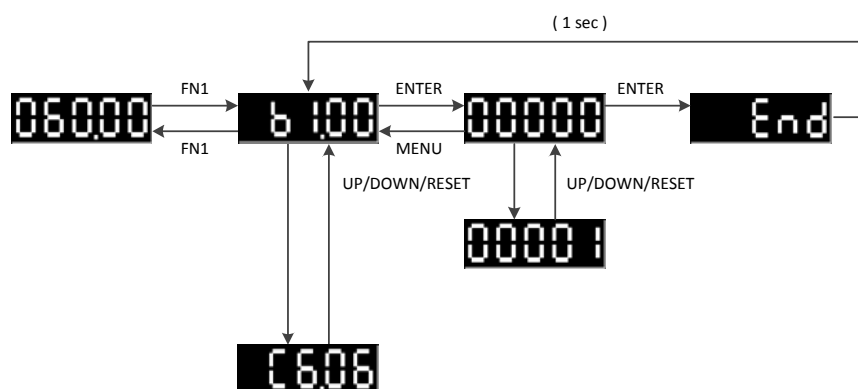 ( 1 sec )
FN1
ENTER
ENTER
060.00
b1.00
00000
End
FN1
MENU
UP/DOWN/RESET
UP/DOWN/RESET
00001
C6.06